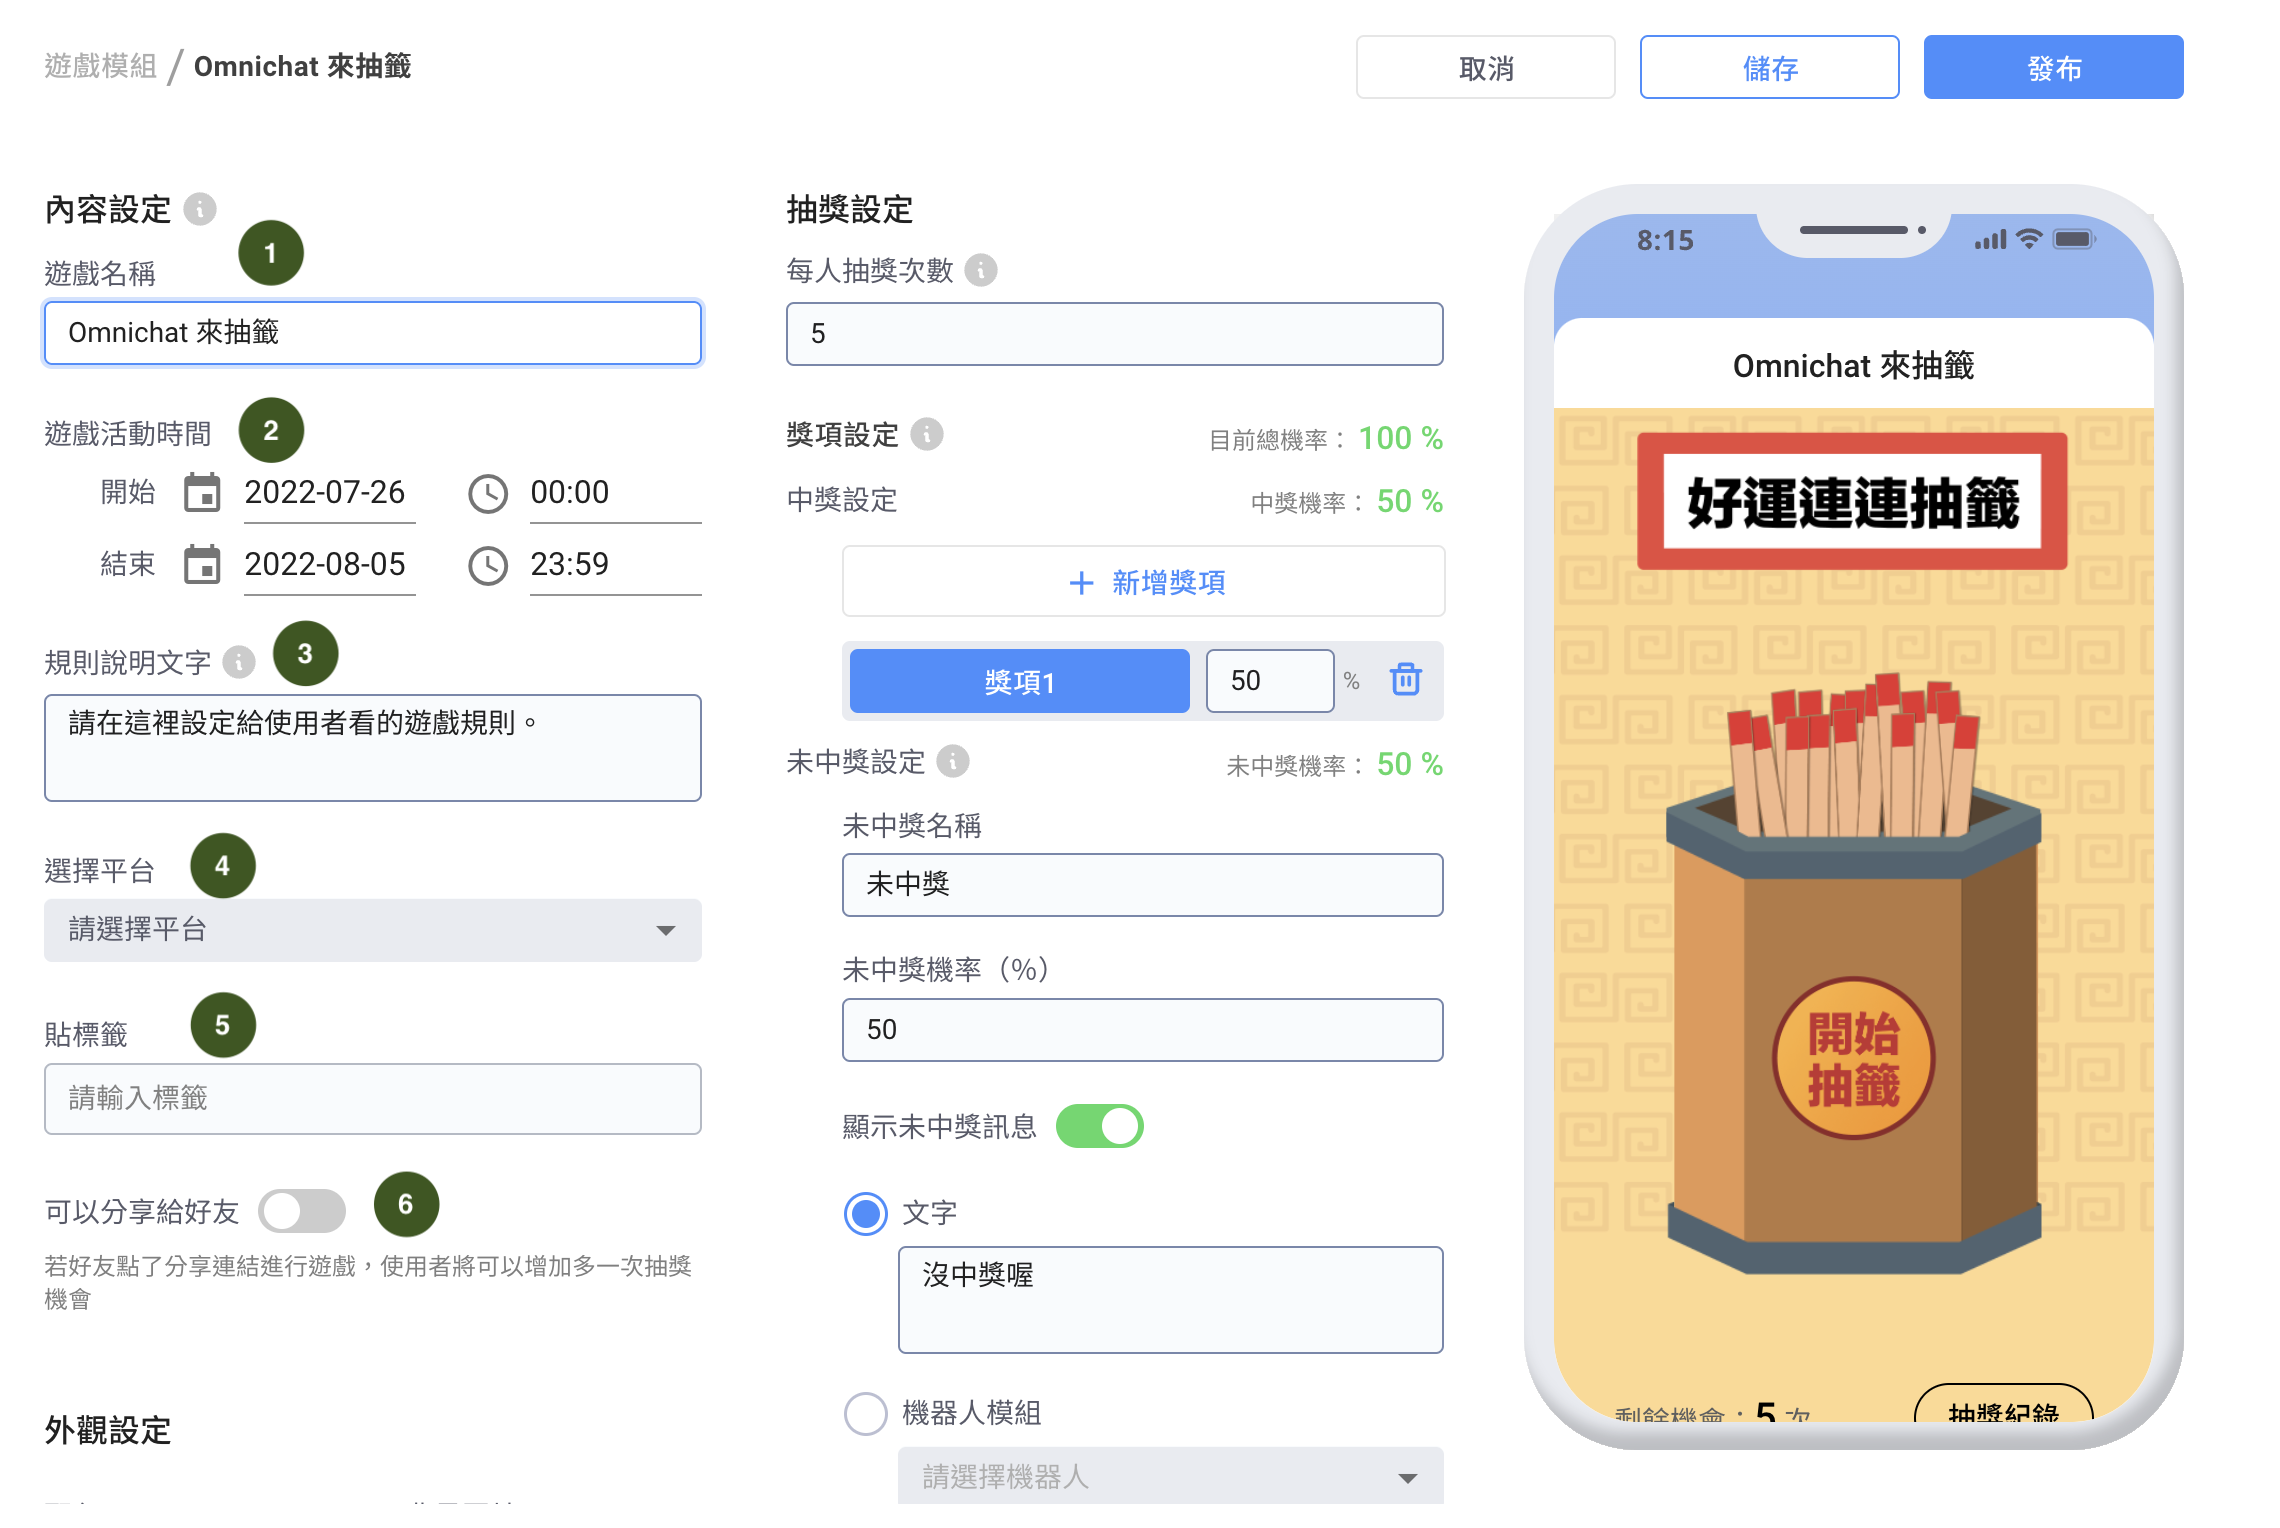 遊戲模組 / Omnichat 來抽籤
取消
儲存
發布
內容設定
1
遊戲名稱
Omnichat 來抽籤
遊戲活動時間
2
開始 2022-07-26 00:00
結束 2022-08-05 23:59
規則說明文字
3
請在這裡設定給使用者看的遊戲規則。
選擇平台
4
請選擇平台
貼標籤
5
請輸入標籤
可以分享給好友
6
若好友點了分享連結進行遊戲，使用者將可以增加多一次抽獎
機會
外觀設定
抽獎設定
每人抽獎次數
5
獎項設定
目前總機率： 100 %
中獎設定
中獎機率： 50 %
+ 新增獎項
獎項1 50 %
未中獎設定
未中獎機率： 50 %
未中獎名稱
未中獎
未中獎機率（%）
50
顯示未中獎訊息
文字
沒中獎喔
機器人模組
請選擇機器人
8:15
Omnichat 來抽籤
好運連連抽籤
開始
抽籤
剩餘機會：5 次
抽獎紀錄